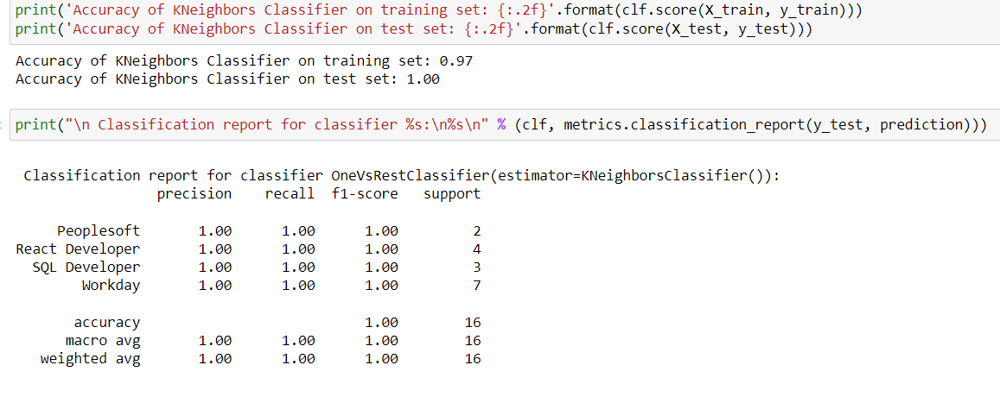 print('Accuracy of KNeighbors Classifier on training set: {:.2f}'.format(clf.score(X_train, y_train)))
print('Accuracy of KNeighbors Classifier on test set: {:.2f}'.format(clf.score(X_test, y_test)))
Accuracy of KNeighbors Classifier on training set: 0.97
Accuracy of KNeighbors Classifier on test set: 1.00
print("\n Classification report for classifier %s:\n%s\n" % (clf, metrics.classification_report(y_test, prediction)))
Classification report for classifier OneVsRestClassifier(estimator=KNeighborsClassifier()):
precision recall f1-score support
Peoplesoft 1.00 1.00 1.00 2
React Developer 1.00 1.00 1.00 4
SQL Developer 1.00 1.00 1.00 3
Workday 1.00 1.00 1.00 7
accuracy 1.00 16
macro avg 1.00 1.00 1.00 16
weighted avg 1.00 1.00 1.00 16